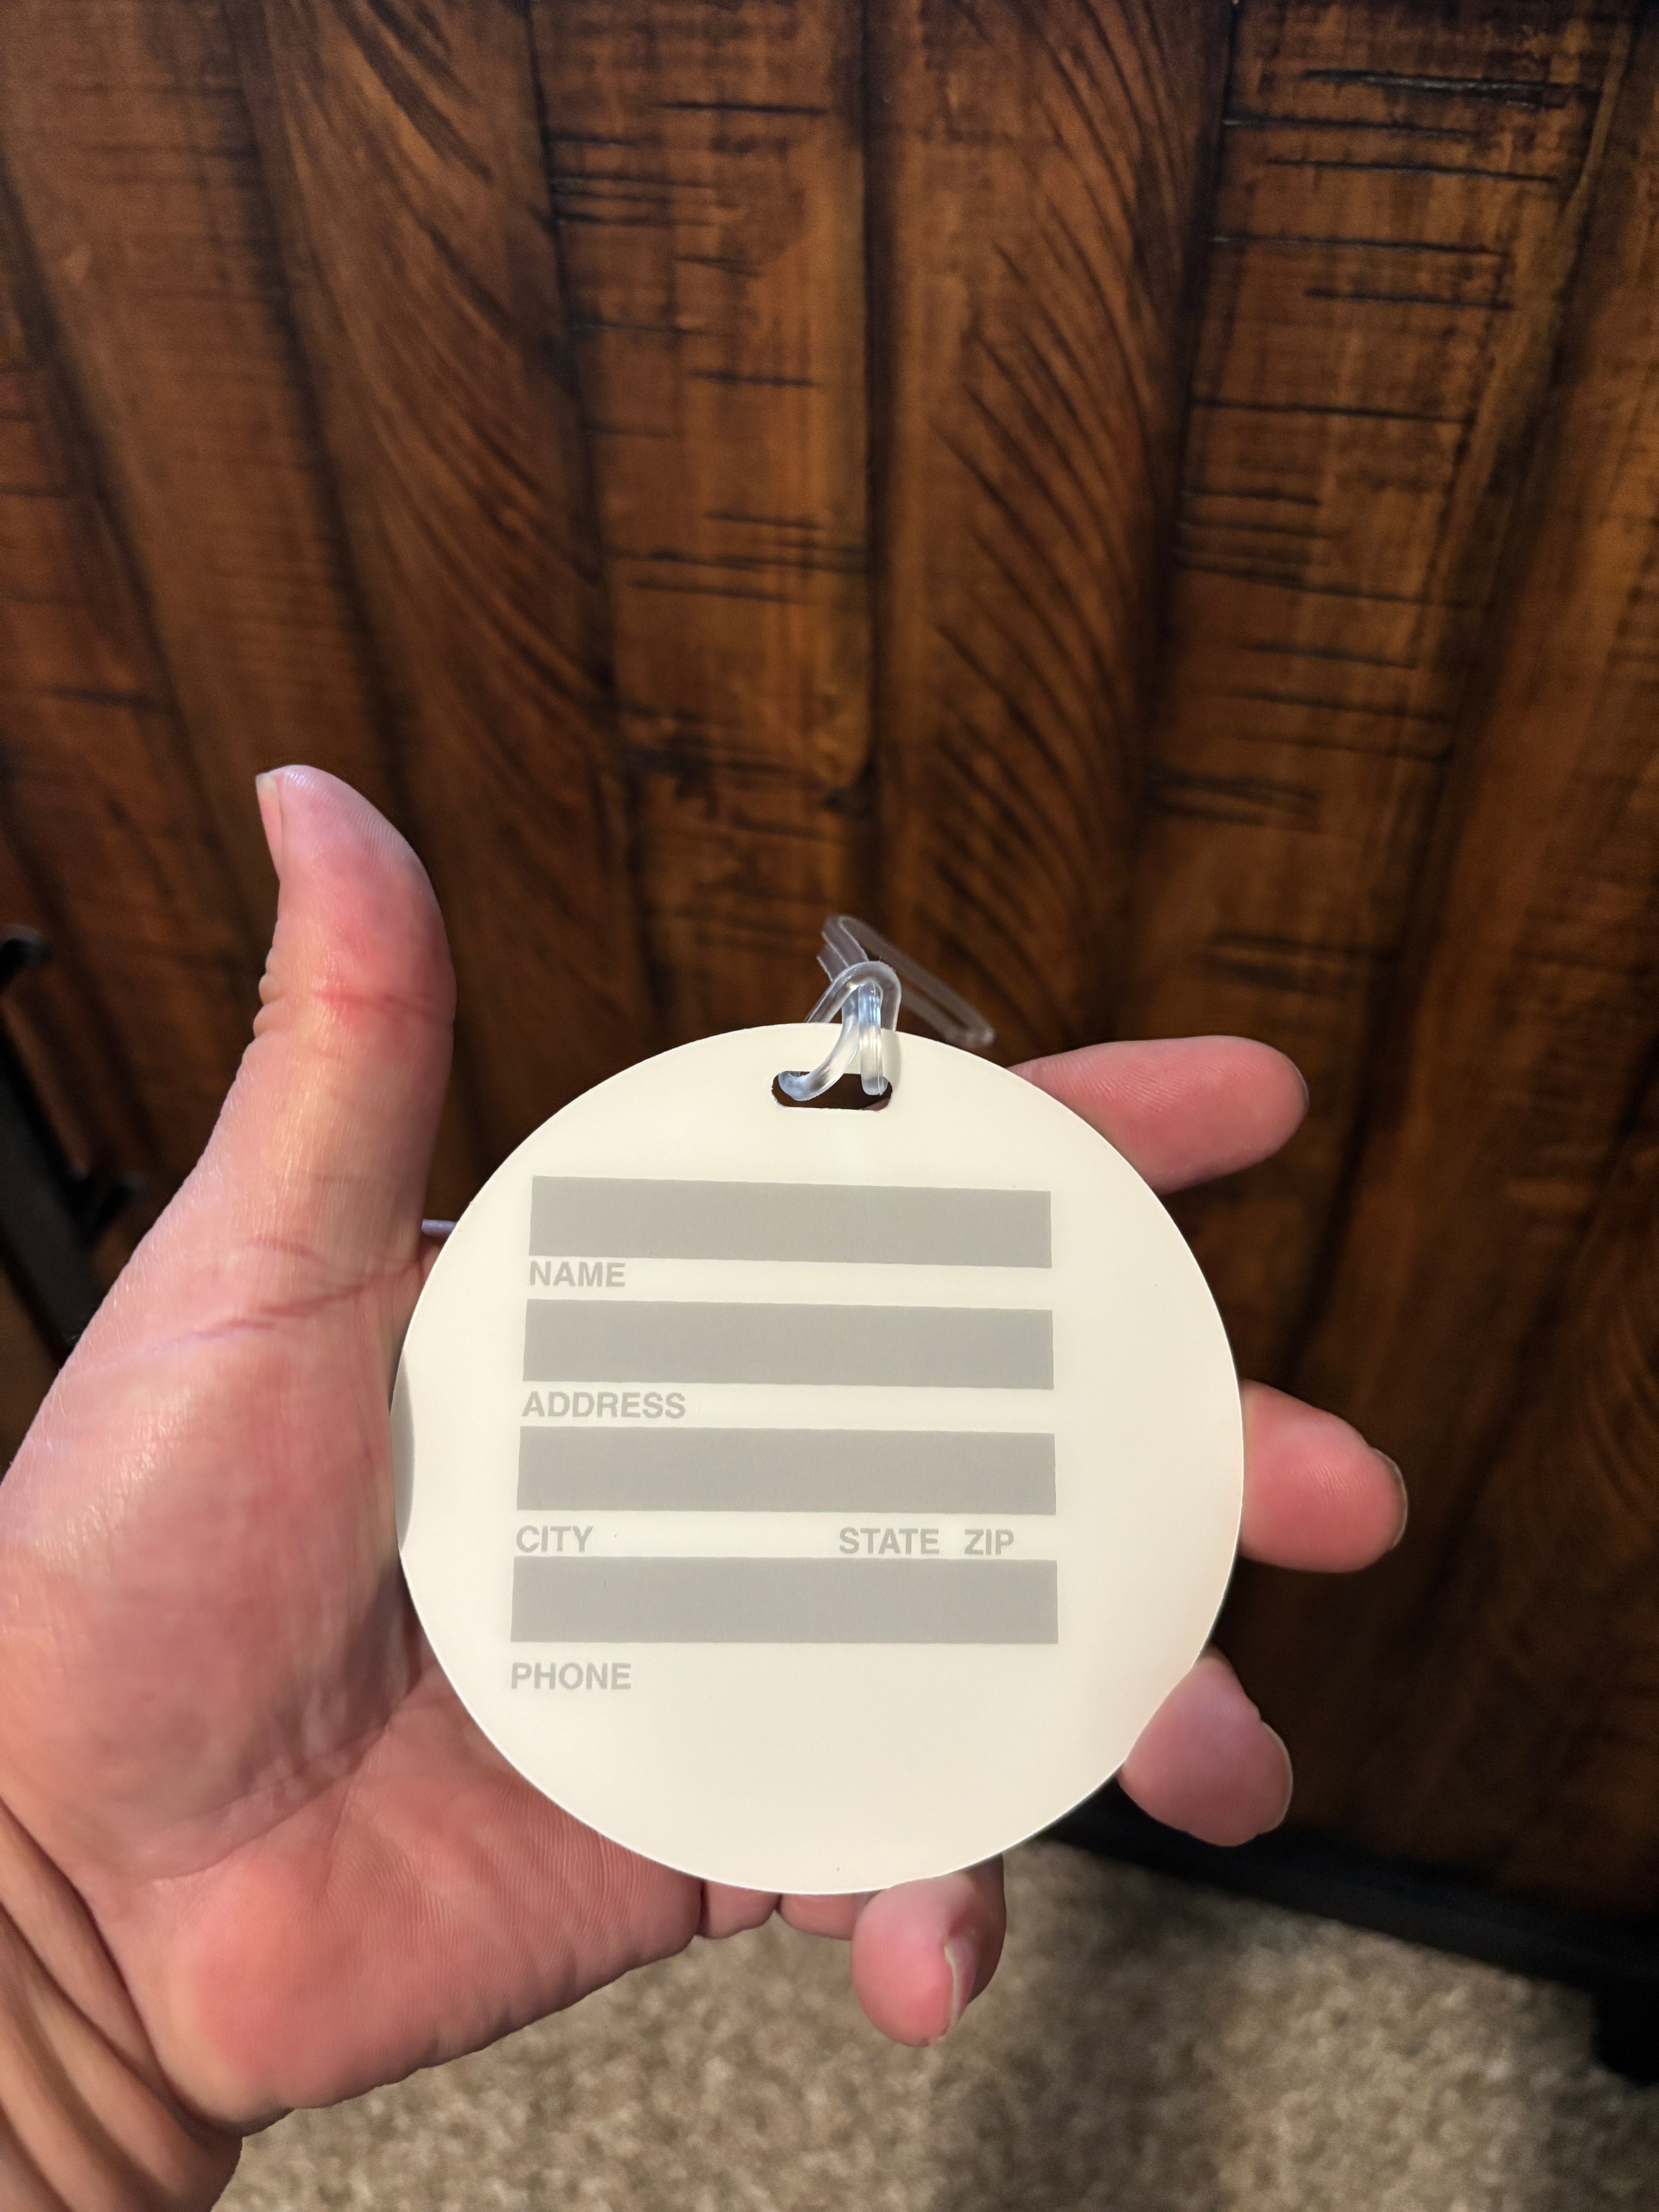 NAME
ADDRESS
CITY STATE ZIP
PHONE